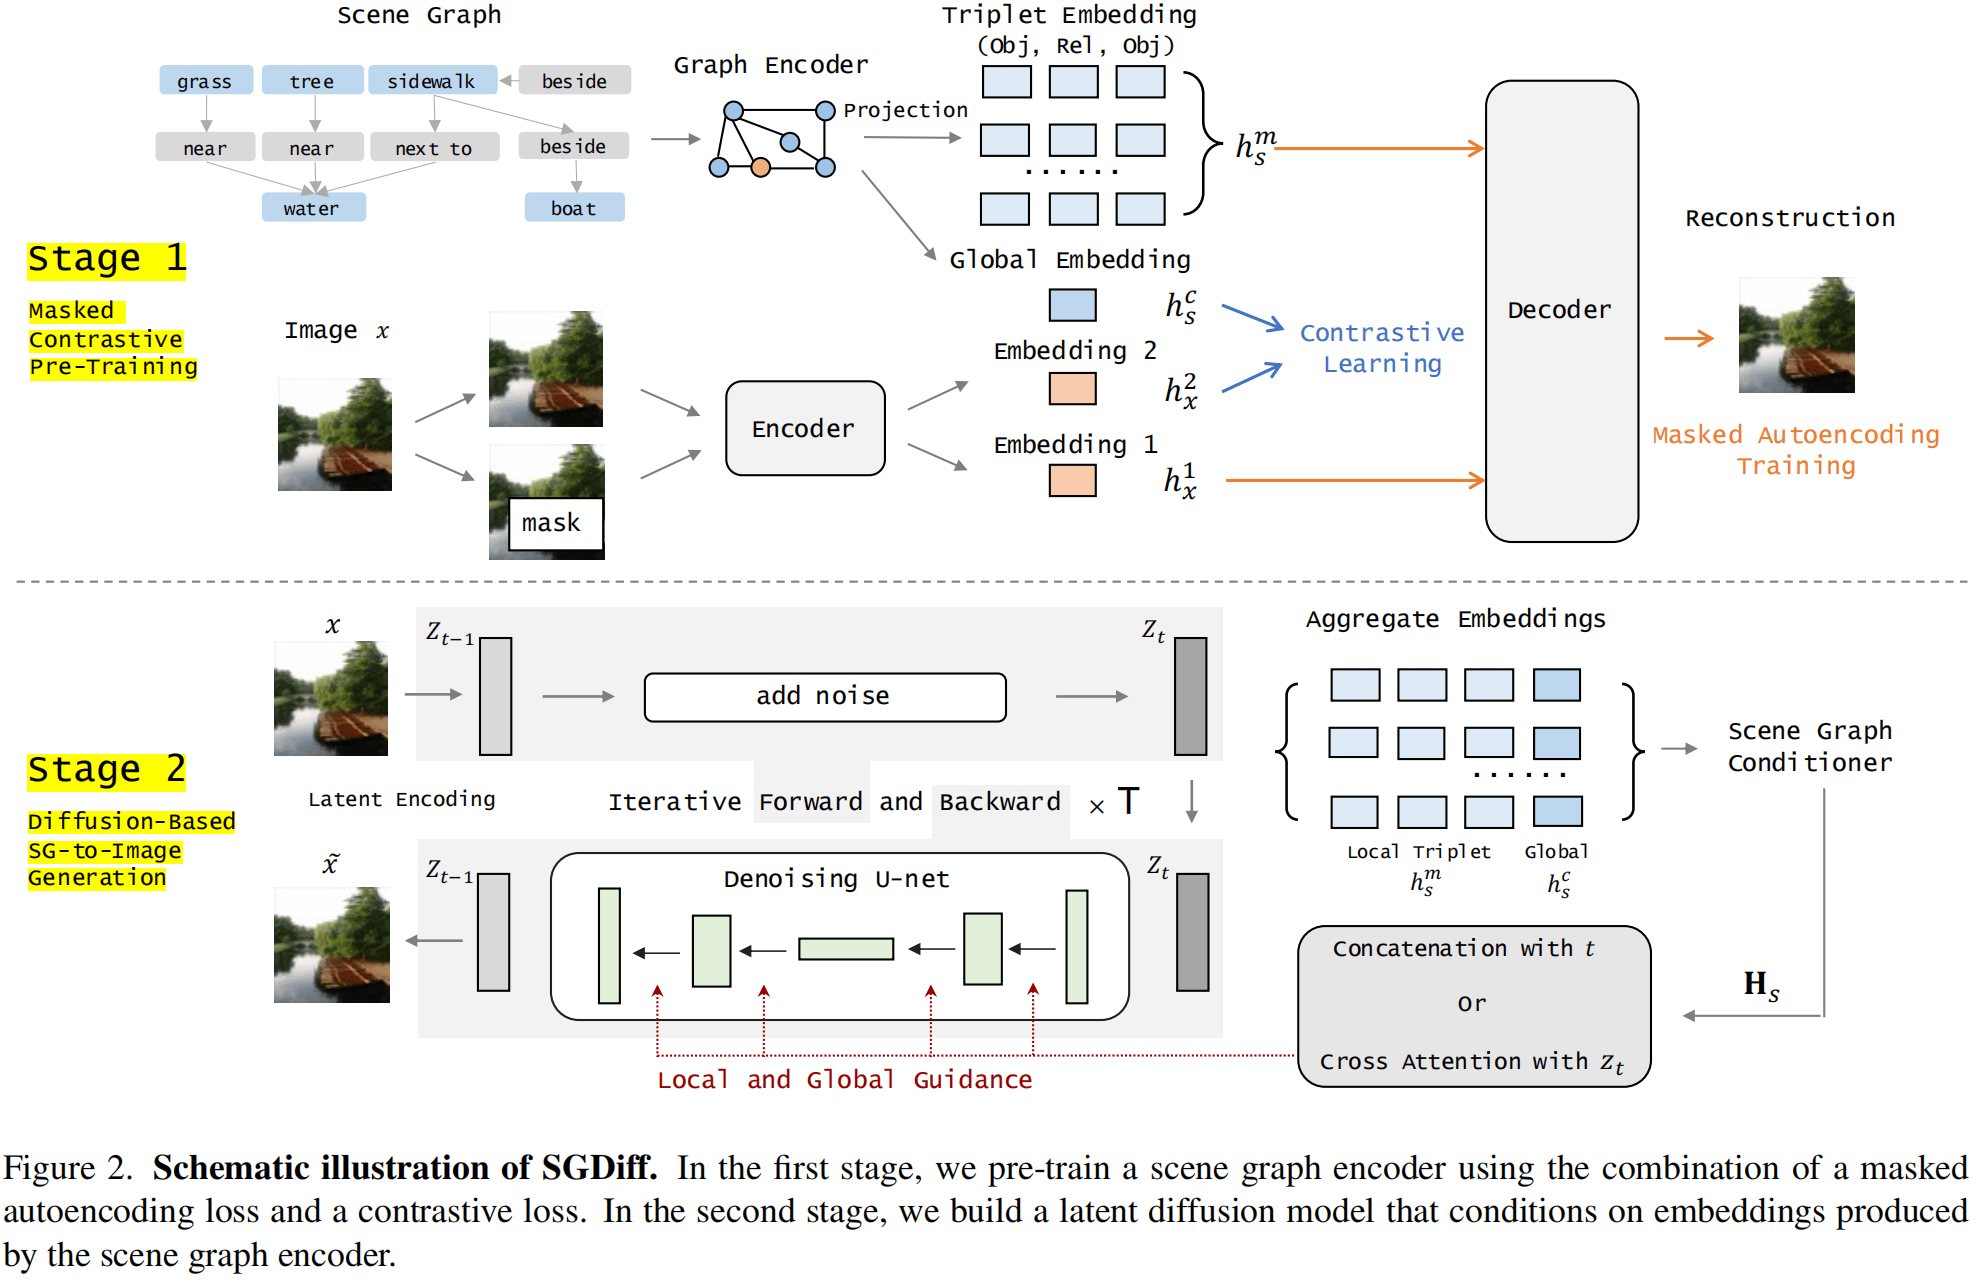 Scene Graph
grass
tree
sidewalk
beside
near
near
next to
beside
water
boat
Graph Encoder
Projection
Triplet Embedding
(Obj, Rel, Obj)
......
h_s^m
Global Embedding
h_s^c
Embedding 2
h_x^2
Embedding 1
h_x^1
Contrastive
Learning
Decoder
Reconstruction
Masked Autoencoding
Training
Stage 1
Masked
Contrastive
Pre-Training
Image x
mask
Encoder
x
Z_{t-1}
add noise
Z_t
Stage 2
Diffusion-Based
SG-to-Image
Generation
Latent Encoding
Iterative Forward and Backward × T
x̃
Z_{t-1}
Denoising U-net
Z_t
Local and Global Guidance
Aggregate Embeddings
......
Local Triplet
h_s^m
Global
h_s^c
Scene Graph
Conditioner
H_s
Concatenation with t
Or
Cross Attention with z_t
Figure 2. Schematic illustration of SGDiff. In the first stage, we pre-train a scene graph encoder using the combination of a masked
autoencoding loss and a contrastive loss. In the second stage, we build a latent diffusion model that conditions on embeddings produced
by the scene graph encoder.